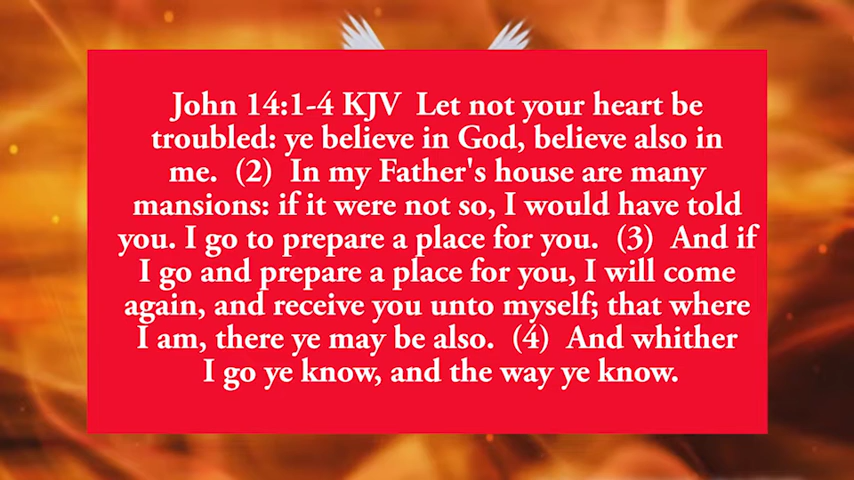 John 14:1-4 KJV  Let not your heart be
troubled: ye believe in God, believe also in
me.  (2)  In my Father's house are many
mansions: if it were not so, I would have told
you. I go to prepare a place for you.  (3)  And if
I go and prepare a place for you, I will come
again, and receive you unto myself; that where
I am, there ye may be also.  (4)  And whither
I go ye know, and the way ye know.